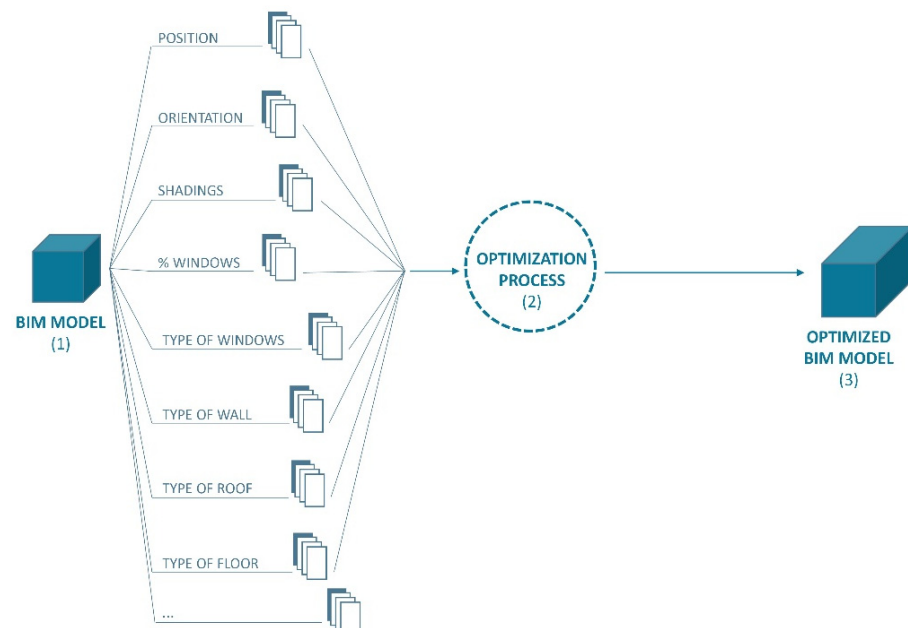 POSITION
ORIENTATION
SHADINGS
% WINDOWS
TYPE OF WINDOWS
TYPE OF WALL
TYPE OF ROOF
TYPE OF FLOOR
...
BIM MODEL
(1)
OPTIMIZATION
PROCESS
(2)
OPTIMIZED
BIM MODEL
(3)